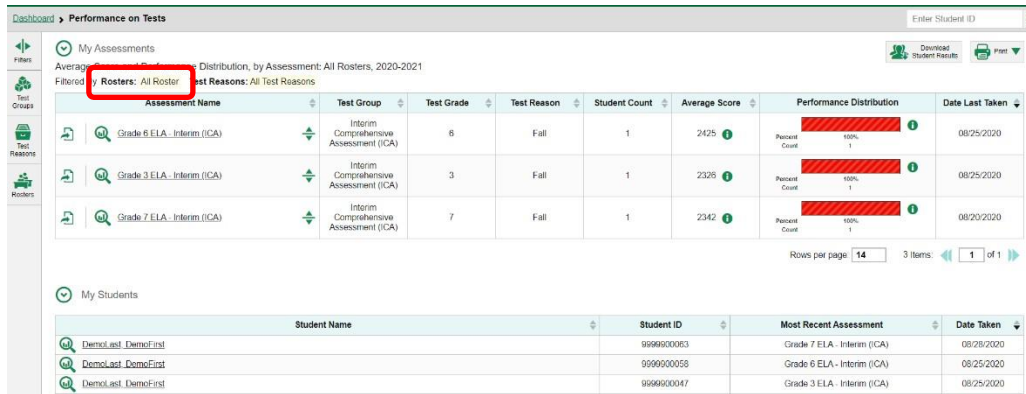 Dashboard > Performance on Tests
Enter Student ID
Filters
Test Groups
Test Reasons
Rosters
My Assessments
Download Student Results
Print
Average Score and Performance Distribution, by Assessment: All Rosters, 2020-2021
Filtered By Rosters: All Roster Test Reasons: All Test Reasons
Assessment Name Test Group Test Grade Test Reason Student Count Average Score Performance Distribution Date Last Taken
Grade 6 ELA - Interim (ICA) Interim Comprehensive Assessment (ICA) 6 Fall 1 2425 Percent 100% Count 1 08/25/2020
Grade 3 ELA - Interim (ICA) Interim Comprehensive Assessment (ICA) 3 Fall 1 2326 Percent 100% Count 1 08/25/2020
Grade 7 ELA - Interim (ICA) Interim Comprehensive Assessment (ICA) 7 Fall 1 2342 Percent 100% Count 1 08/20/2020
Rows per page: 14 3 Items: 1 of 1
My Students
Student Name Student ID Most Recent Assessment Date Taken
DemoLast, DemoFirst 9999900063 Grade 7 ELA - Interim (ICA) 08/28/2020
DemoLast, DemoFirst 9999900058 Grade 6 ELA - Interim (ICA) 08/25/2020
DemoLast, DemoFirst 9999900047 Grade 3 ELA - Interim (ICA) 08/25/2020